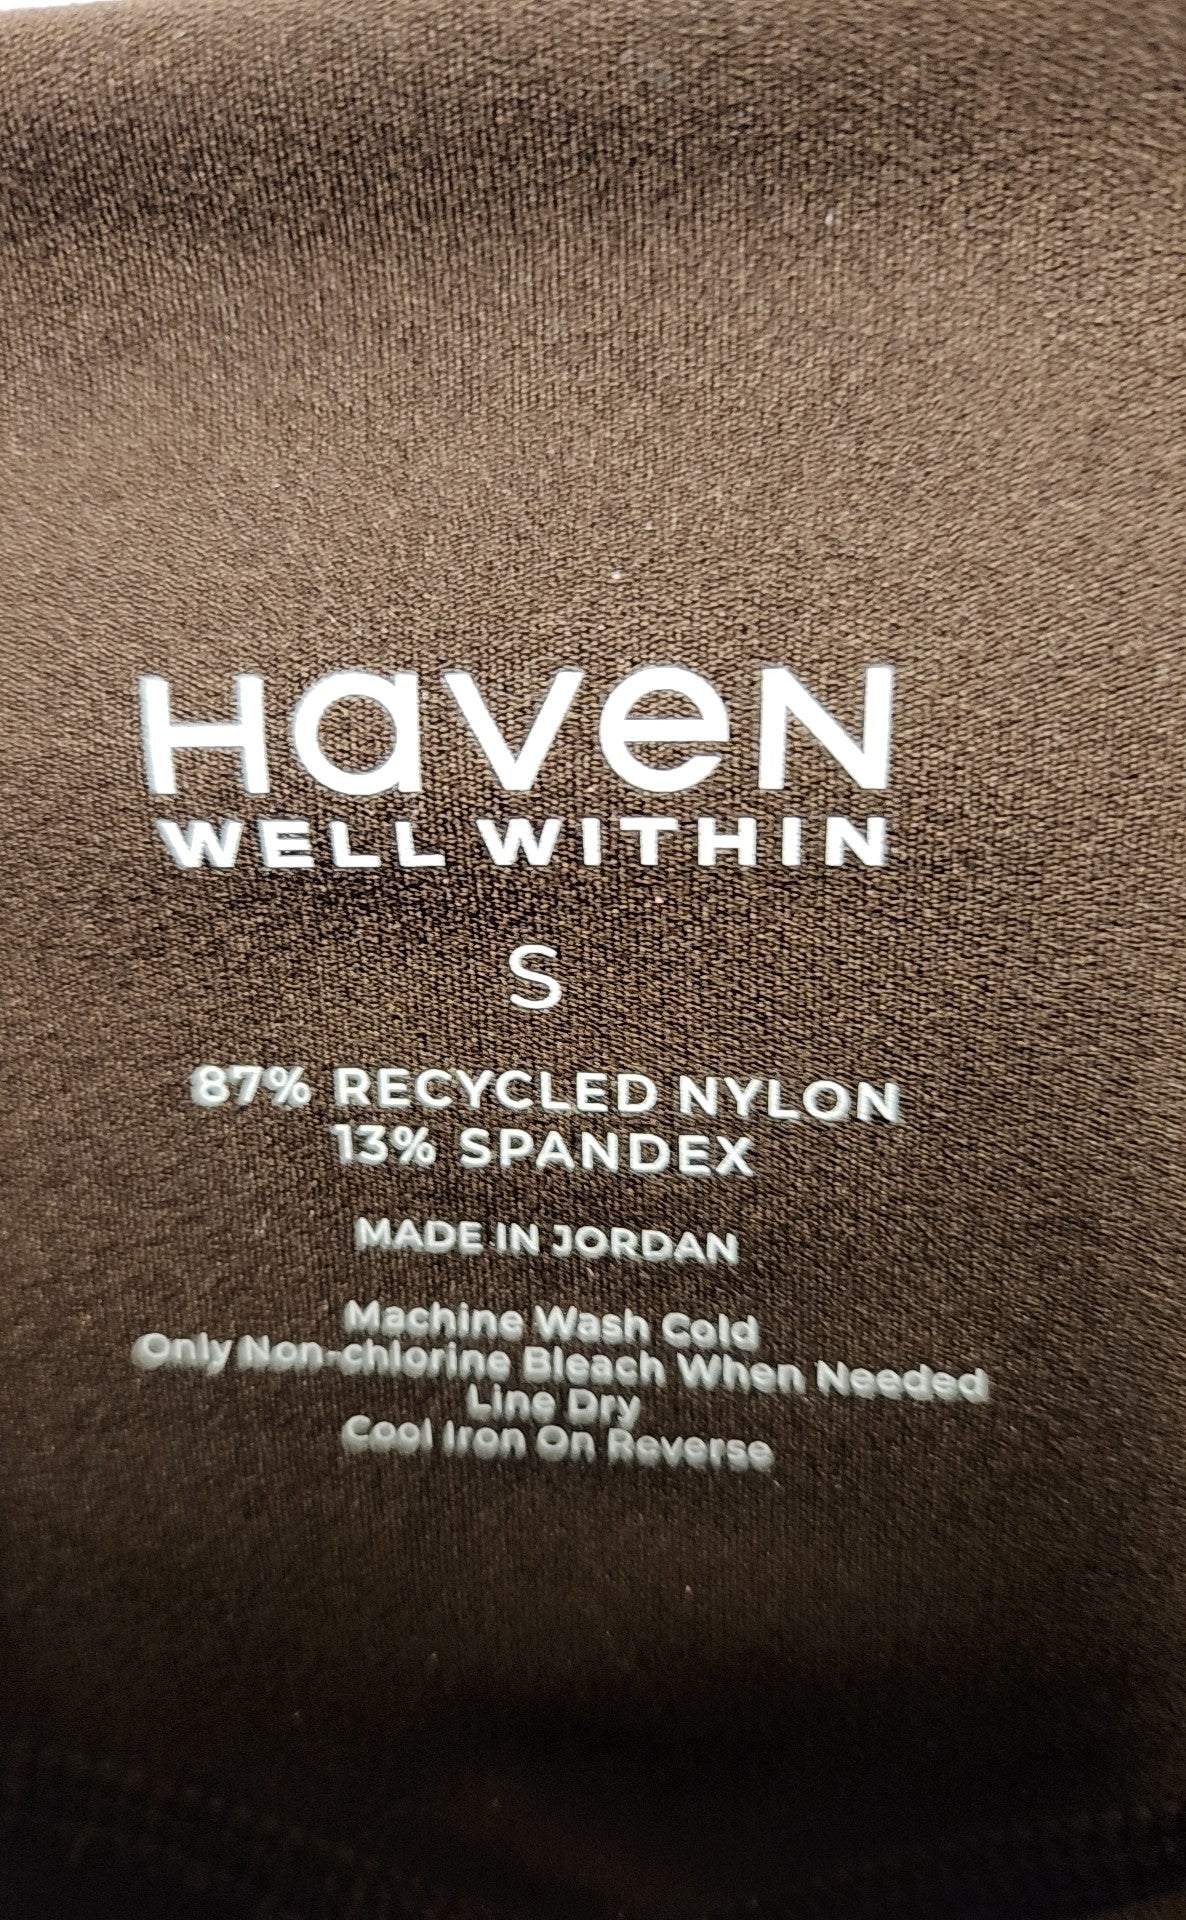 Haven
WELL WITHIN
S
87% RECYCLED NYLON
13% SPANDEX
MADE IN JORDAN
Machine Wash Cold
Only Non-chlorine Bleach When Needed
Line Dry
Cool Iron On Reverse